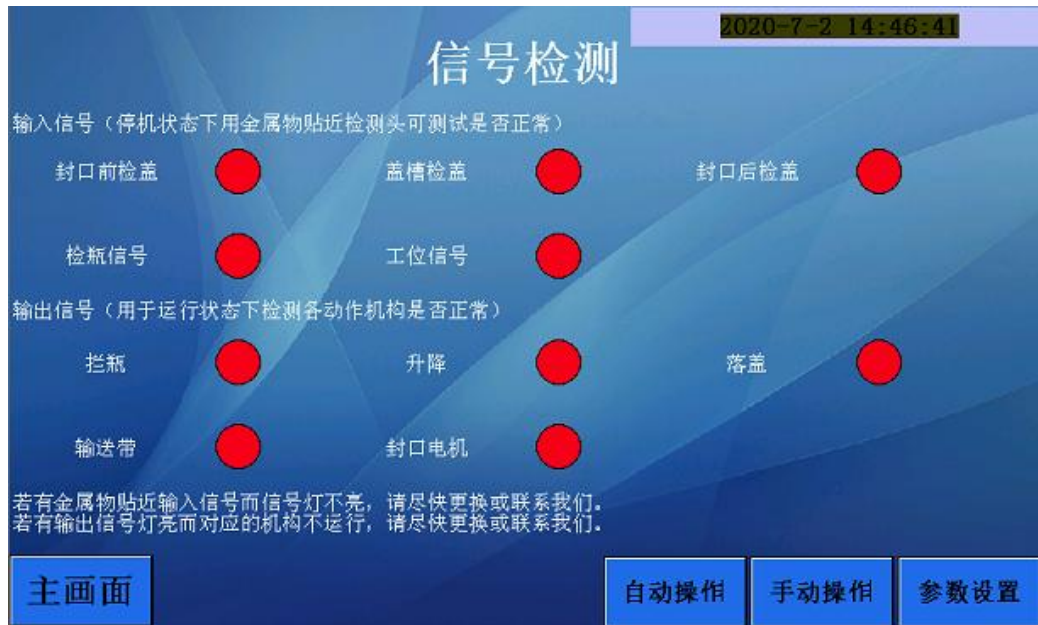 2020-7-2 14:46:41
信号检测
输入信号（停机状态下用金属物贴近检测头可测试是否正常）
封口前检盖 盖槽检盖 封口后检盖
检瓶信号 工位信号
输出信号（用于运行状态下检测各动作机构是否正常）
拦瓶 升降 落盖
输送带 封口电机
若有金属物贴近输入信号而信号灯不亮，请尽快更换或联系我们。
若有输出信号灯亮而对应的机构不运行，请尽快更换或联系我们。
主画面 自动操作 手动操作 参数设置